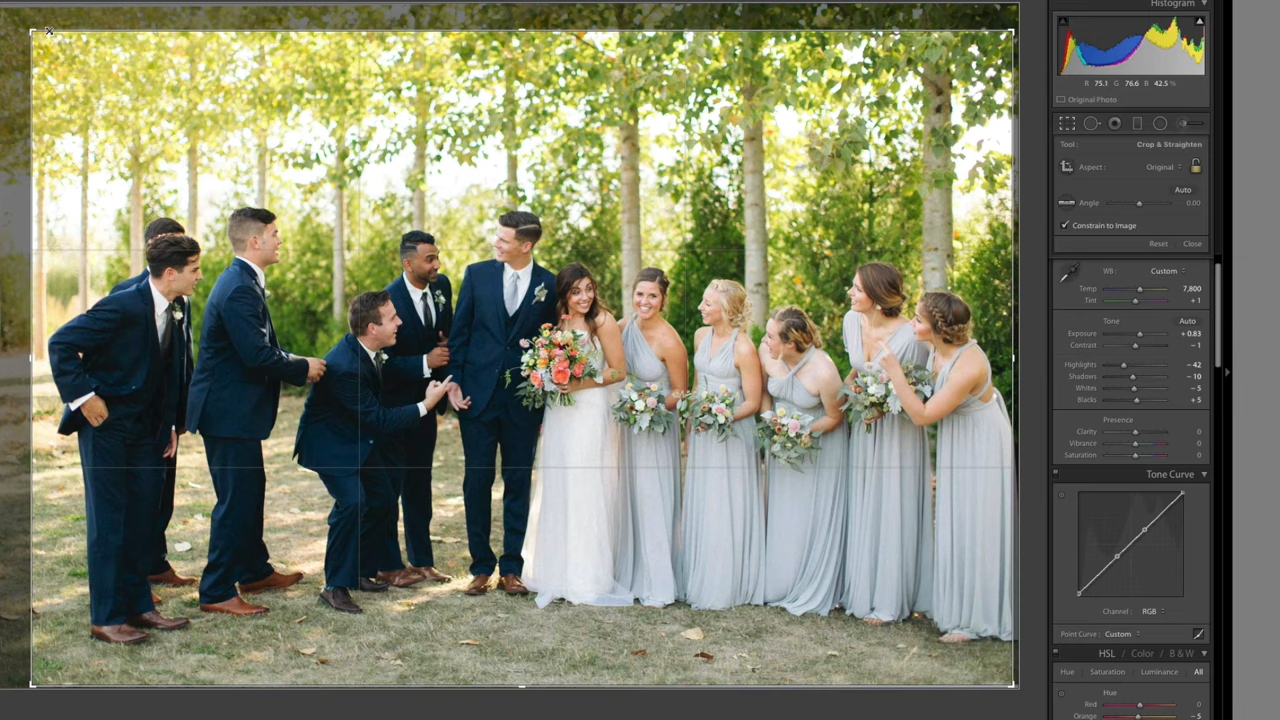 Histogram
R 75.1 G 76.6 B 42.5 %
Original Photo
Tool : Crop & Straighten
Aspect : Original
Auto
Angle 0.00
Constrain to Image
Reset Close
WB : Custom
Temp 7,800
Tint + 1
Tone Auto
Exposure + 0.83
Contrast − 1
Highlights − 42
Shadows − 10
Whites − 5
Blacks + 5
Presence
Clarity 0
Vibrance 0
Saturation 0
Tone Curve
Channel : RGB
Point Curve : Custom
HSL / Color / B & W
Hue Saturation Luminance All
Hue
Red 0
Orange − 5